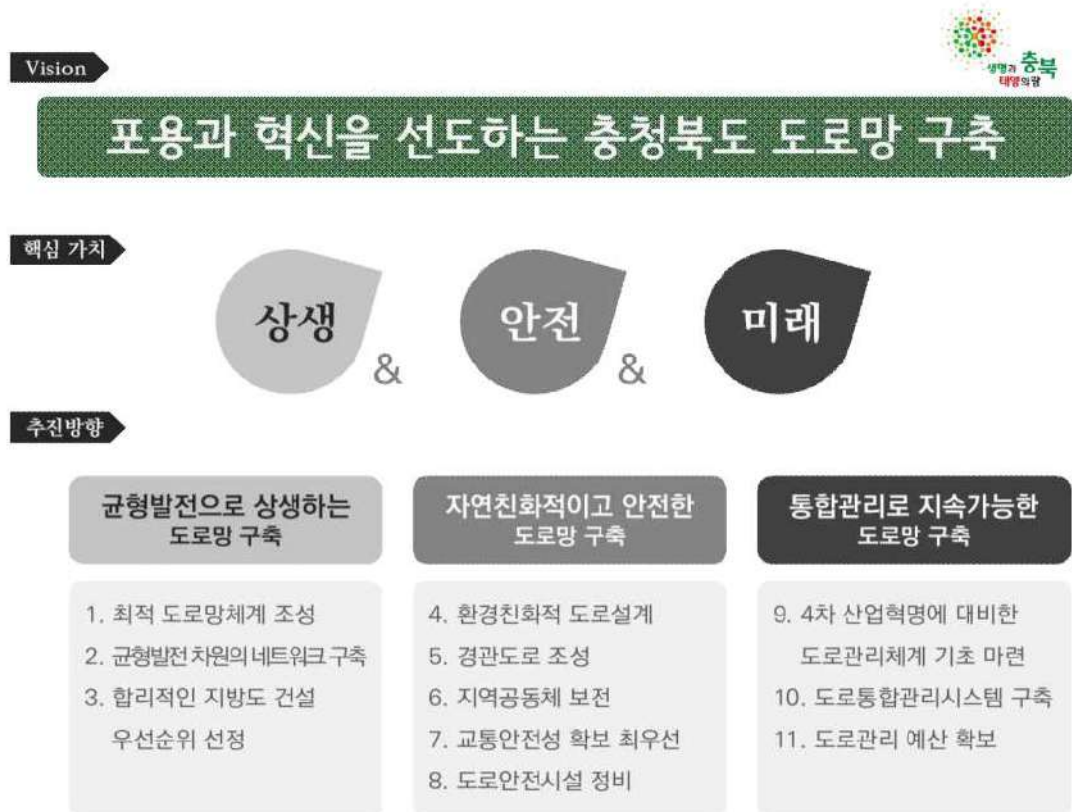 생명과 충북
태양의땅
Vision
포용과 혁신을 선도하는 충청북도 도로망 구축
핵심 가치
상생 & 안전 & 미래
추진방향
균형발전으로 상생하는
도로망 구축
1. 최적 도로망체계 조성
2. 균형발전 차원의 네트워크 구축
3. 합리적인 지방도 건설
우선순위 선정
자연친화적이고 안전한
도로망 구축
4. 환경친화적 도로설계
5. 경관도로 조성
6. 지역공동체 보전
7. 교통안전성 확보 최우선
8. 도로안전시설 정비
통합관리로 지속가능한
도로망 구축
9. 4차 산업혁명에 대비한
도로관리체계 기초 마련
10. 도로통합관리시스템 구축
11. 도로관리 예산 확보